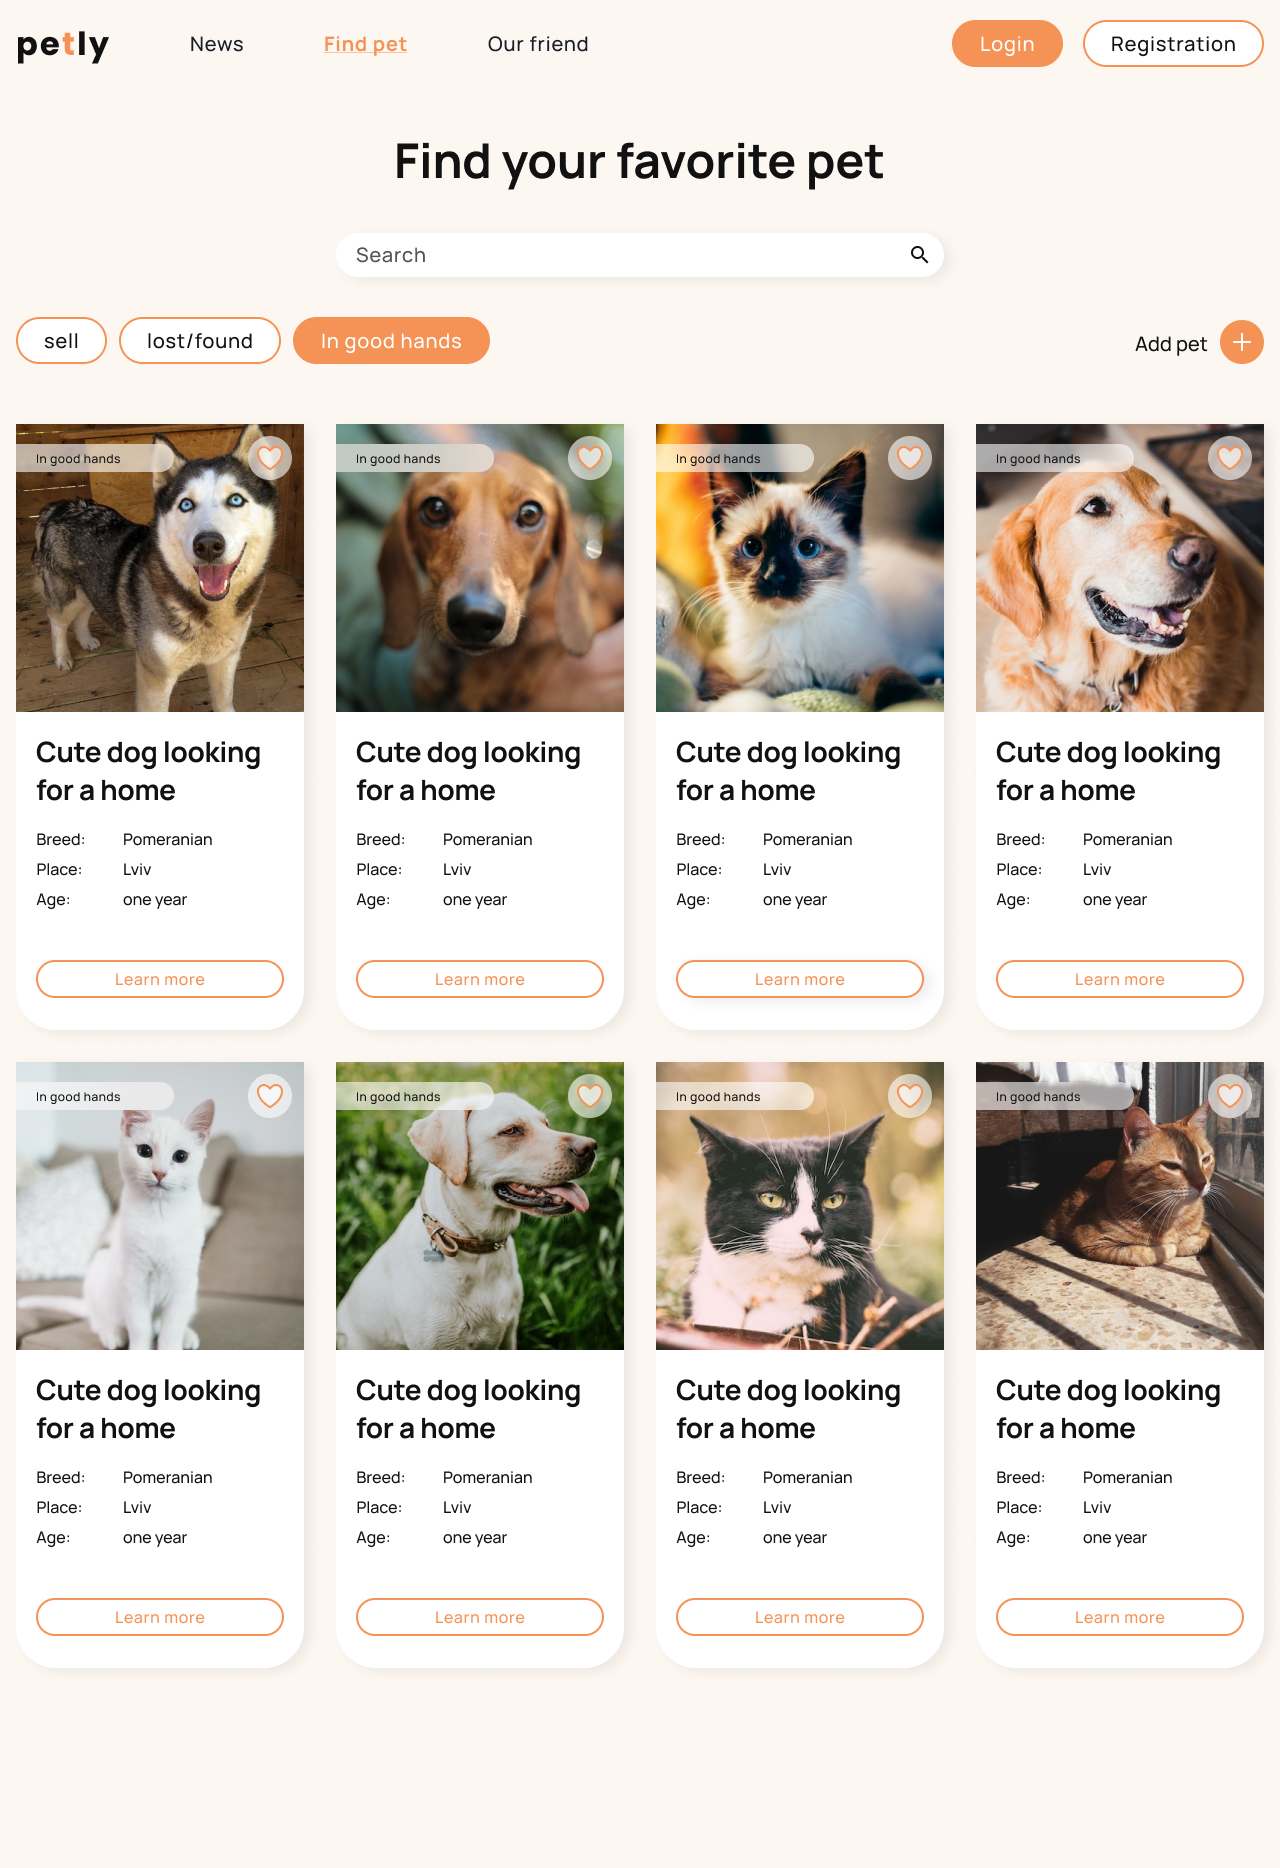 petly
News
Find pet
Our friend
Login
Registration
Find your favorite pet
Search
sell
lost/found
In good hands
Add pet
In good hands
In good hands
In good hands
In good hands
Cute dog looking
for a home
Breed: Pomeranian
Place: Lviv
Age: one year
Learn more
Cute dog looking
for a home
Breed: Pomeranian
Place: Lviv
Age: one year
Learn more
Cute dog looking
for a home
Breed: Pomeranian
Place: Lviv
Age: one year
Learn more
Cute dog looking
for a home
Breed: Pomeranian
Place: Lviv
Age: one year
Learn more
In good hands
In good hands
In good hands
In good hands
Cute dog looking
for a home
Breed: Pomeranian
Place: Lviv
Age: one year
Learn more
Cute dog looking
for a home
Breed: Pomeranian
Place: Lviv
Age: one year
Learn more
Cute dog looking
for a home
Breed: Pomeranian
Place: Lviv
Age: one year
Learn more
Cute dog looking
for a home
Breed: Pomeranian
Place: Lviv
Age: one year
Learn more